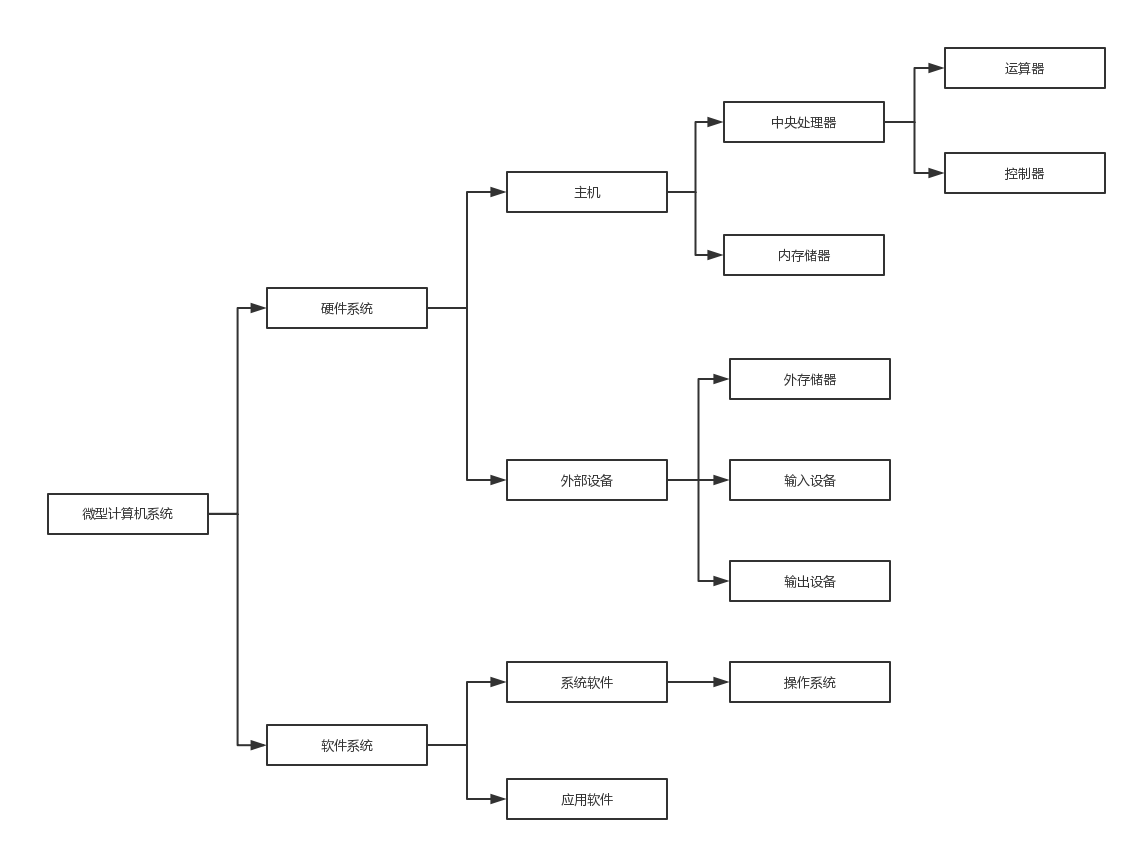 运算器
中央处理器
控制器
主机
内存储器
硬件系统
外存储器
外部设备
输入设备
微型计算机系统
输出设备
系统软件
操作系统
软件系统
应用软件